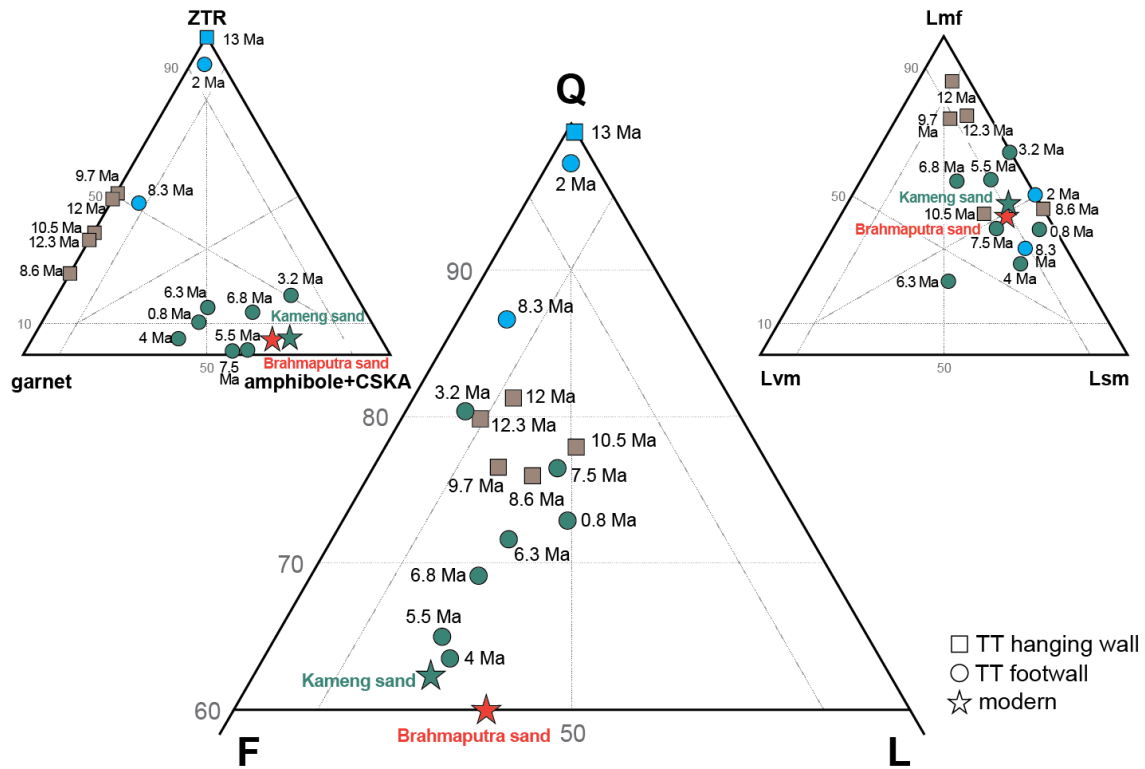 ZTR
13 Ma
90
2 Ma
9.7 Ma
8.3 Ma
50
12 Ma
10.5 Ma
12.3 Ma
8.6 Ma
3.2 Ma
6.3 Ma
6.8 Ma
Kameng sand
0.8 Ma
10
5.5 Ma
4 Ma
Brahmaputra sand
7.5
Ma
50
garnet
amphibole+CSKA
Q
13 Ma
2 Ma
90
8.3 Ma
3.2 Ma
12 Ma
80
12.3 Ma
10.5 Ma
7.5 Ma
9.7 Ma
8.6 Ma
0.8 Ma
6.3 Ma
70
6.8 Ma
5.5 Ma
4 Ma
Kameng sand
60
Brahmaputra sand
50
F
L
Lmf
90
12 Ma
9.7
Ma
12.3 Ma
3.2 Ma
6.8 Ma
5.5 Ma
50
Kameng sand
2 Ma
10.5 Ma
8.6 Ma
Brahmaputra sand
0.8 Ma
7.5 Ma
8.3
Ma
4 Ma
6.3 Ma
10
50
Lvm
Lsm
TT hanging wall
TT footwall
modern